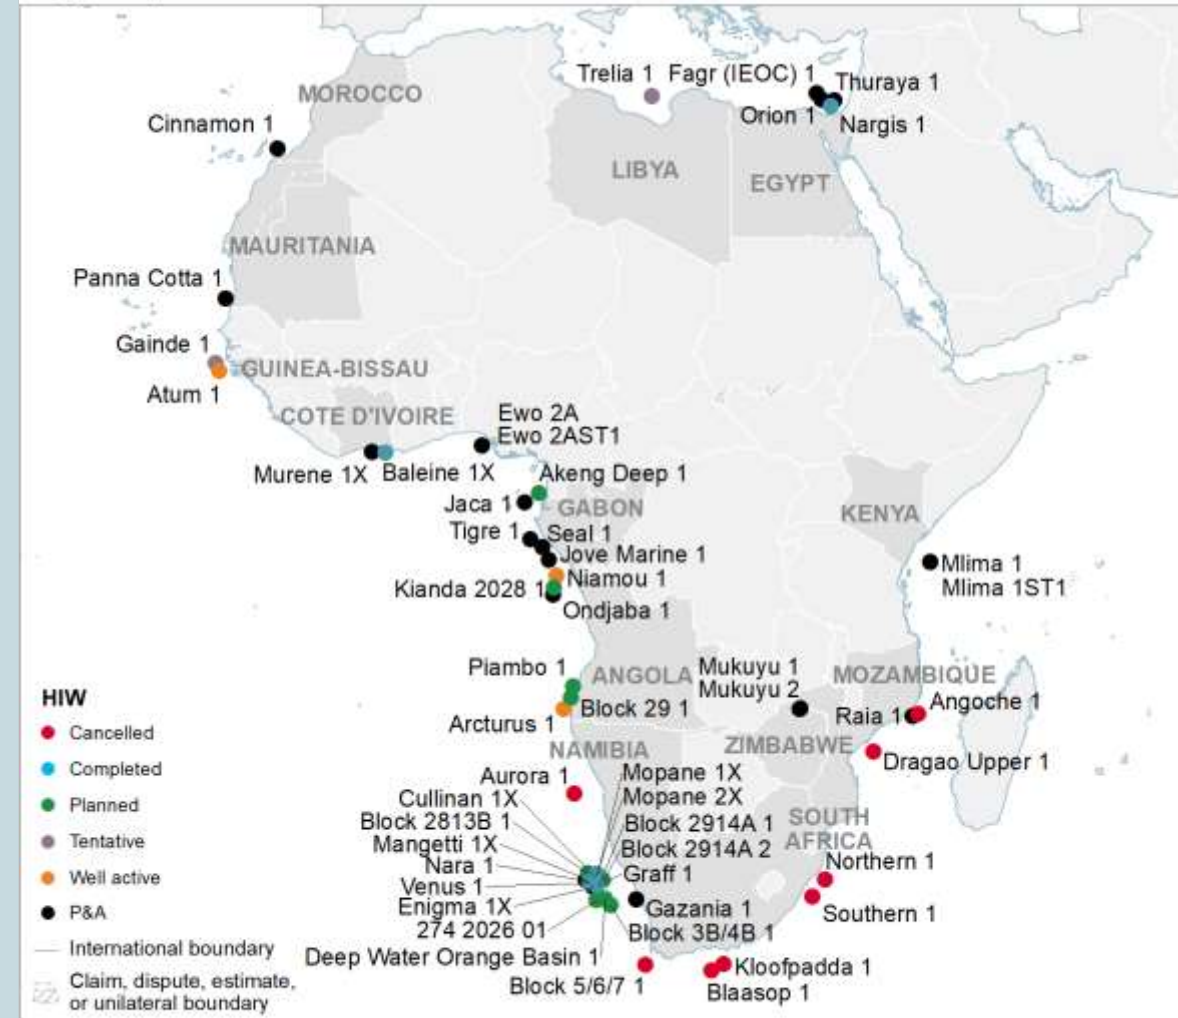 Trelia 1
Fagr (IEOC) 1
Thuraya 1
Orion 1
Nargis 1
MOROCCO
Cinnamon 1
LIBYA
EGYPT
MAURITANIA
Panna Cotta 1
Gainde 1
GUINEA-BISSAU
Atum 1
COTE D'IVOIRE
Ewo 2A
Ewo 2AST1
Murene 1X
Baleine 1X
Akeng Deep 1
Jaca 1
GABON
KENYA
Tigre 1
Seal 1
Jove Marine 1
Mlima 1
Mlima 1ST1
Niamou 1
Kianda 2028 1
Ondjaba 1
Piambo 1
ANGOLA
Mukuyu 1
Mukuyu 2
MOZAMBIQUE
Block 29 1
Raia 1
Angoche 1
Arcturus 1
NAMIBIA
ZIMBABWE
Dragao Upper 1
Aurora 1
Mopane 1X
Cullinan 1X
Mopane 2X
Block 2813B 1
Block 2914A 1
SOUTH
AFRICA
Mangetti 1X
Block 2914A 2
Nara 1
Graff 1
Northern 1
Venus 1
Enigma 1X
Gazania 1
Southern 1
274 2026 01
Block 3B/4B 1
Deep Water Orange Basin 1
Block 5/6/7 1
Kloofpadda 1
Blaasop 1
HIW
Cancelled
Completed
Planned
Tentative
Well active
P&A
International boundary
Claim, dispute, estimate,
or unilateral boundary